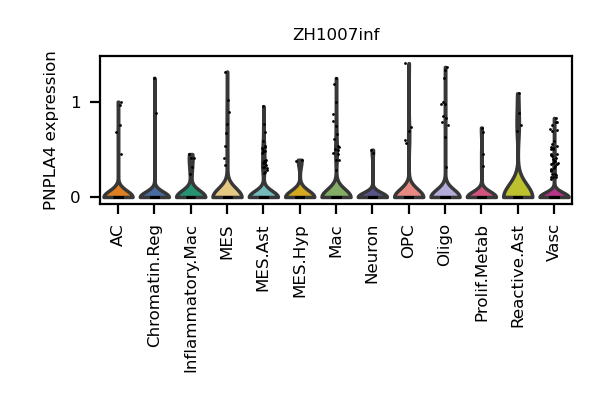 ZH1007inf
PNPLA4 expression
1
0
AC
Chromatin.Reg
Inflammatory.Mac
MES
MES.Ast
MES.Hyp
Mac
Neuron
OPC
Oligo
Prolif.Metab
Reactive.Ast
Vasc